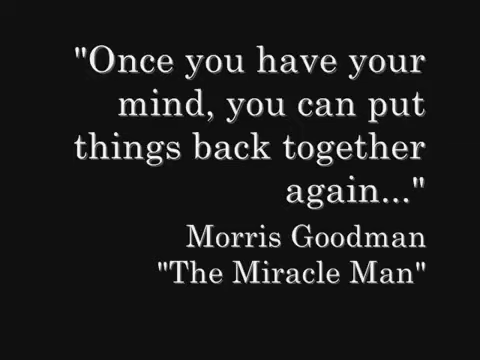 "Once you have your
mind, you can put
things back together
again..."
Morris Goodman
"The Miracle Man"